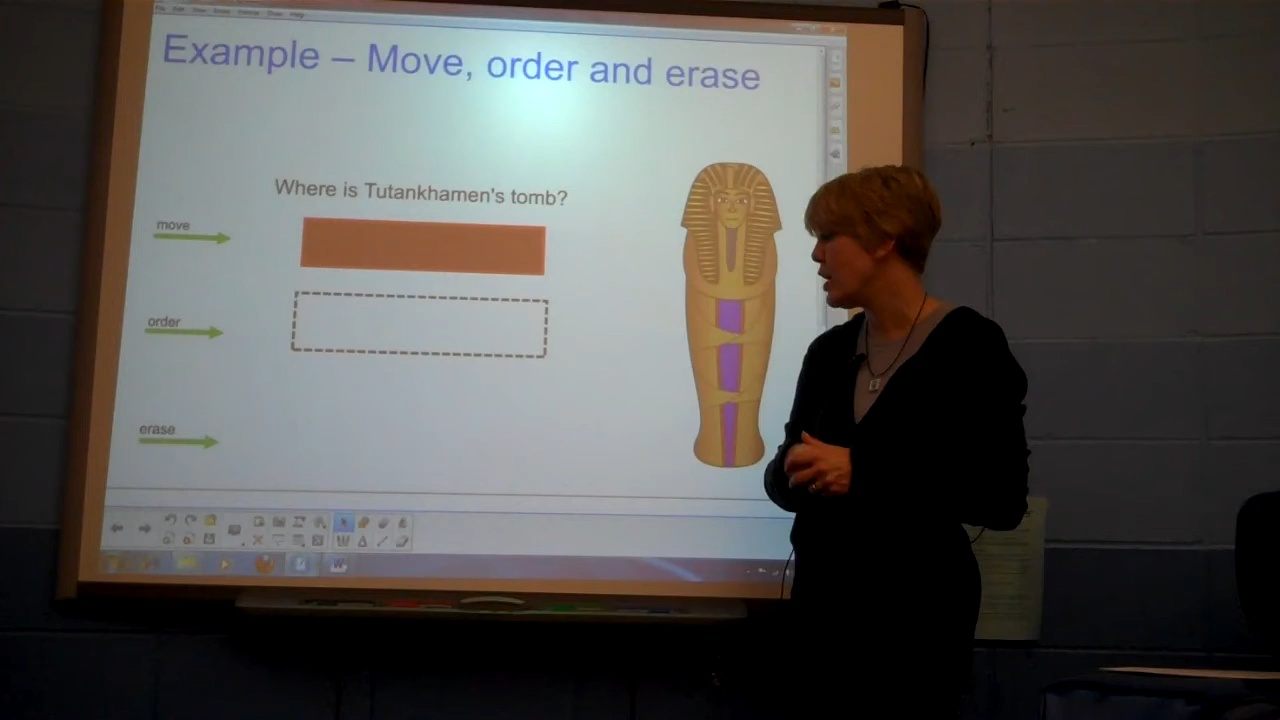 Example – Move, order and erase
Where is Tutankhamen's tomb?
move
order
erase